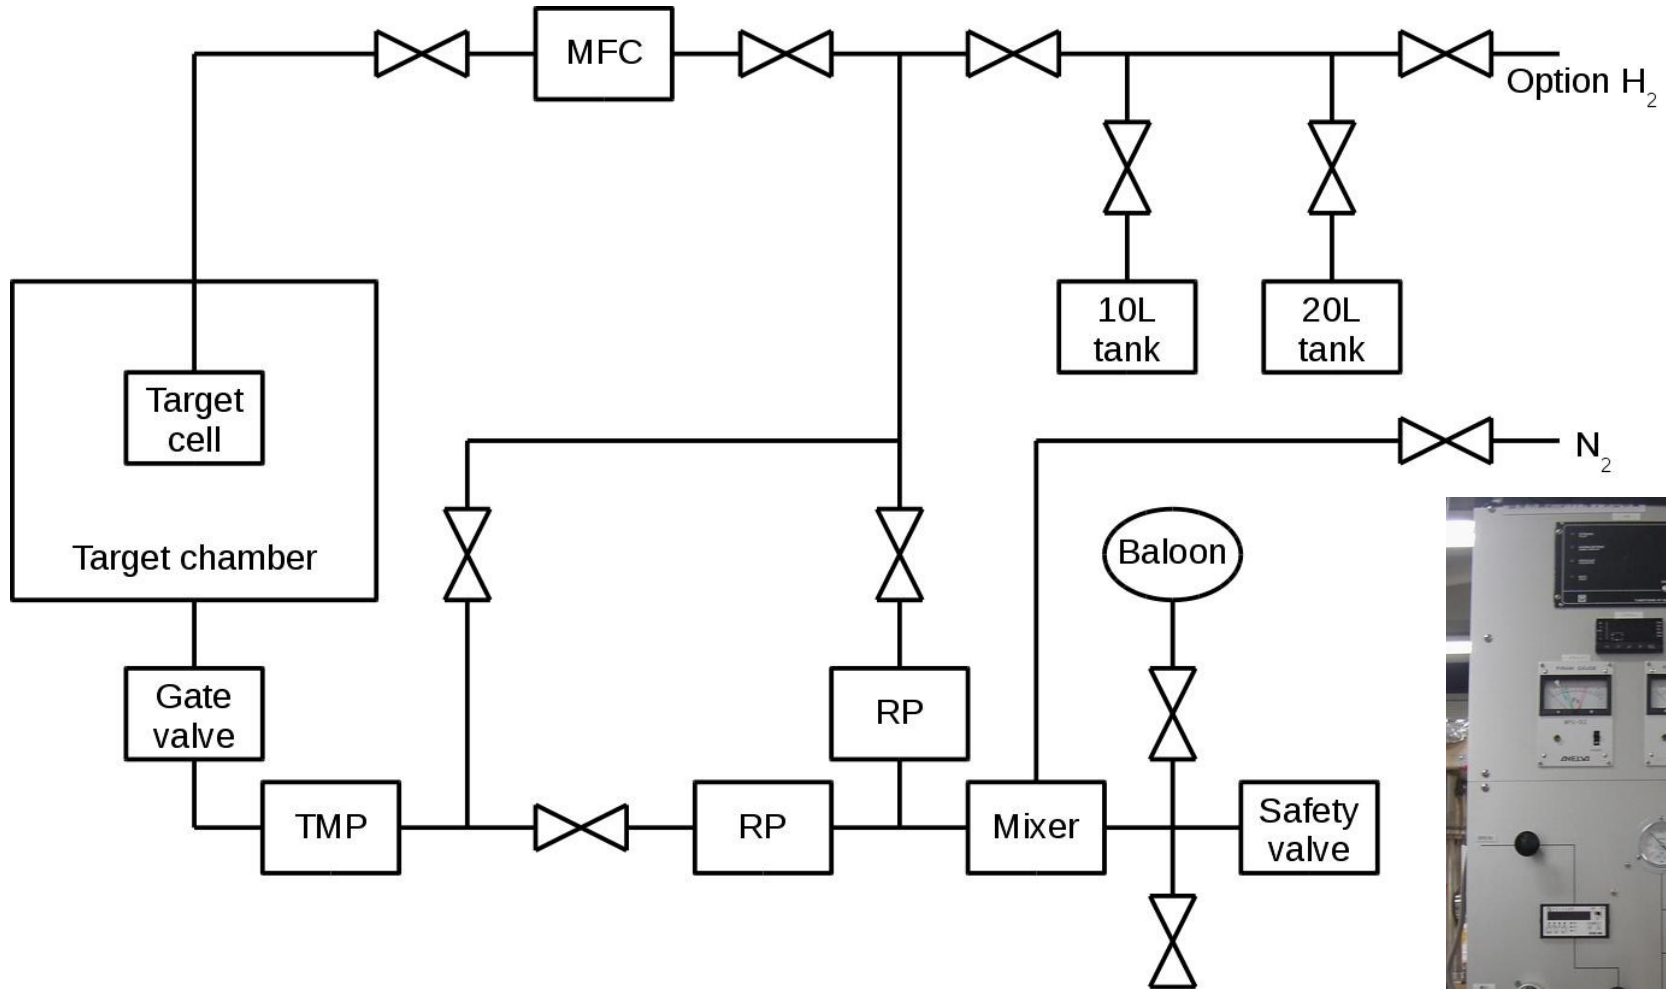 MFC
Option H₂
10L
tank
20L
tank
Target
cell
N₂
Baloon
Target chamber
Gate
valve
RP
TMP
RP
Mixer
Safety
valve
ANELVA